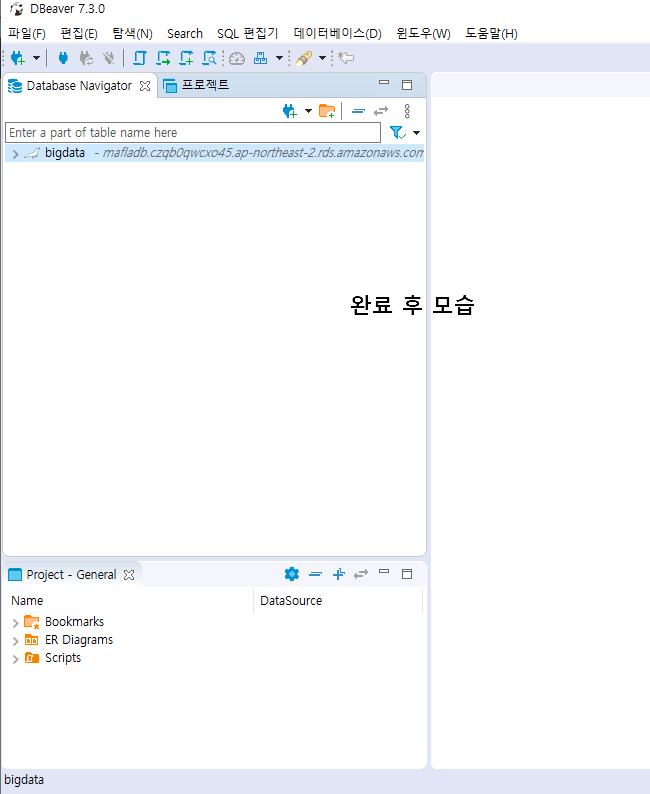 DBeaver 7.3.0
파일(F) 편집(E) 탐색(N) Search SQL 편집기 데이터베이스(D) 윈도우(W) 도움말(H)
Database Navigator 프로젝트
Enter a part of table name here
bigdata - mafladb.czqb0qwcxo45.ap-northeast-2.rds.amazonaws.com
완료 후 모습
Project - General
Name DataSource
Bookmarks
ER Diagrams
Scripts
bigdata